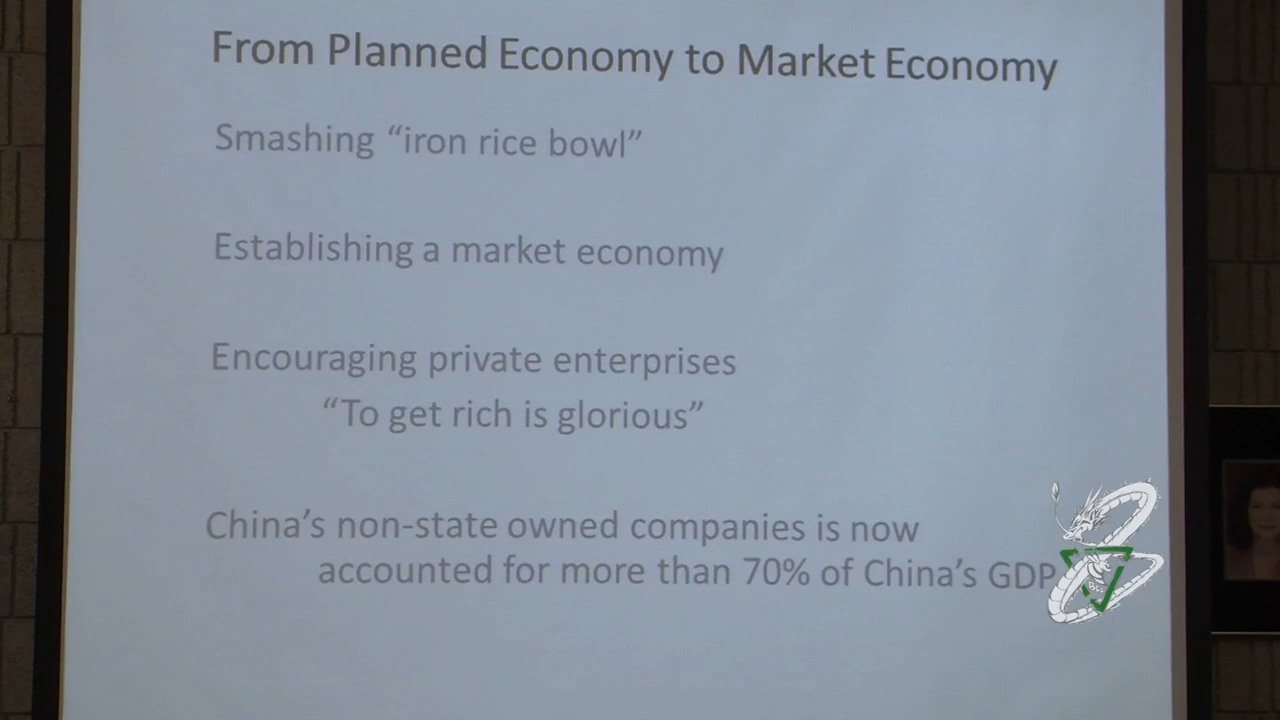 From Planned Economy to Market Economy
Smashing “iron rice bowl”
Establishing a market economy
Encouraging private enterprises
“To get rich is glorious”
China’s non-state owned companies is now
accounted for more than 70% of China’s GDP